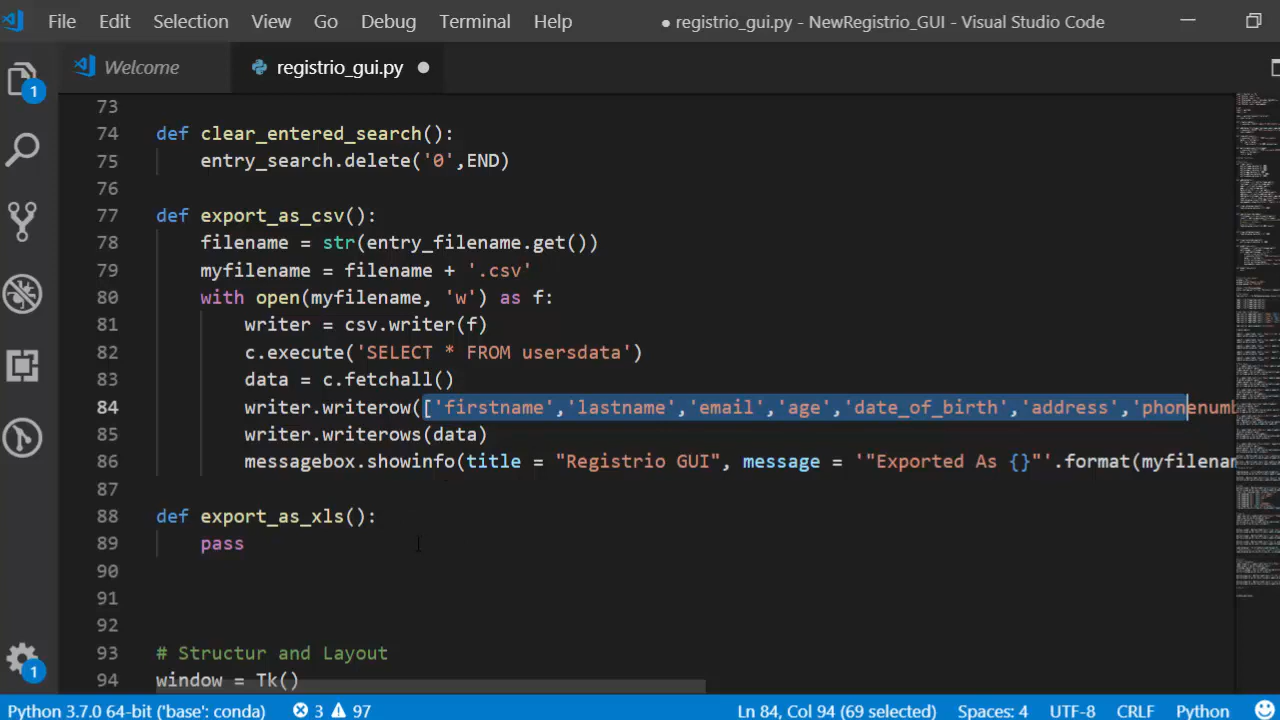 File Edit Selection View Go Debug Terminal Help ● registrio_gui.py - NewRegistrio_GUI - Visual Studio Code
Welcome registrio_gui.py ●
1
73
74 def clear_entered_search():
75 entry_search.delete('0',END)
76
77 def export_as_csv():
78 filename = str(entry_filename.get())
79 myfilename = filename + '.csv'
80 with open(myfilename, 'w') as f:
81 writer = csv.writer(f)
82 c.execute('SELECT * FROM usersdata')
83 data = c.fetchall()
84 writer.writerow(['firstname','lastname','email','age','date_of_birth','address','phonenumb
85 writer.writerows(data)
86 messagebox.showinfo(title = "Registrio GUI", message = '"Exported As {}"'.format(myfilenam
87
88 def export_as_xls():
89 pass
90
91
92
93 # Structur and Layout
94 window = Tk()
1
Python 3.7.0 64-bit ('base': conda) 3 97 Ln 84, Col 94 (69 selected) Spaces: 4 UTF-8 CRLF Python